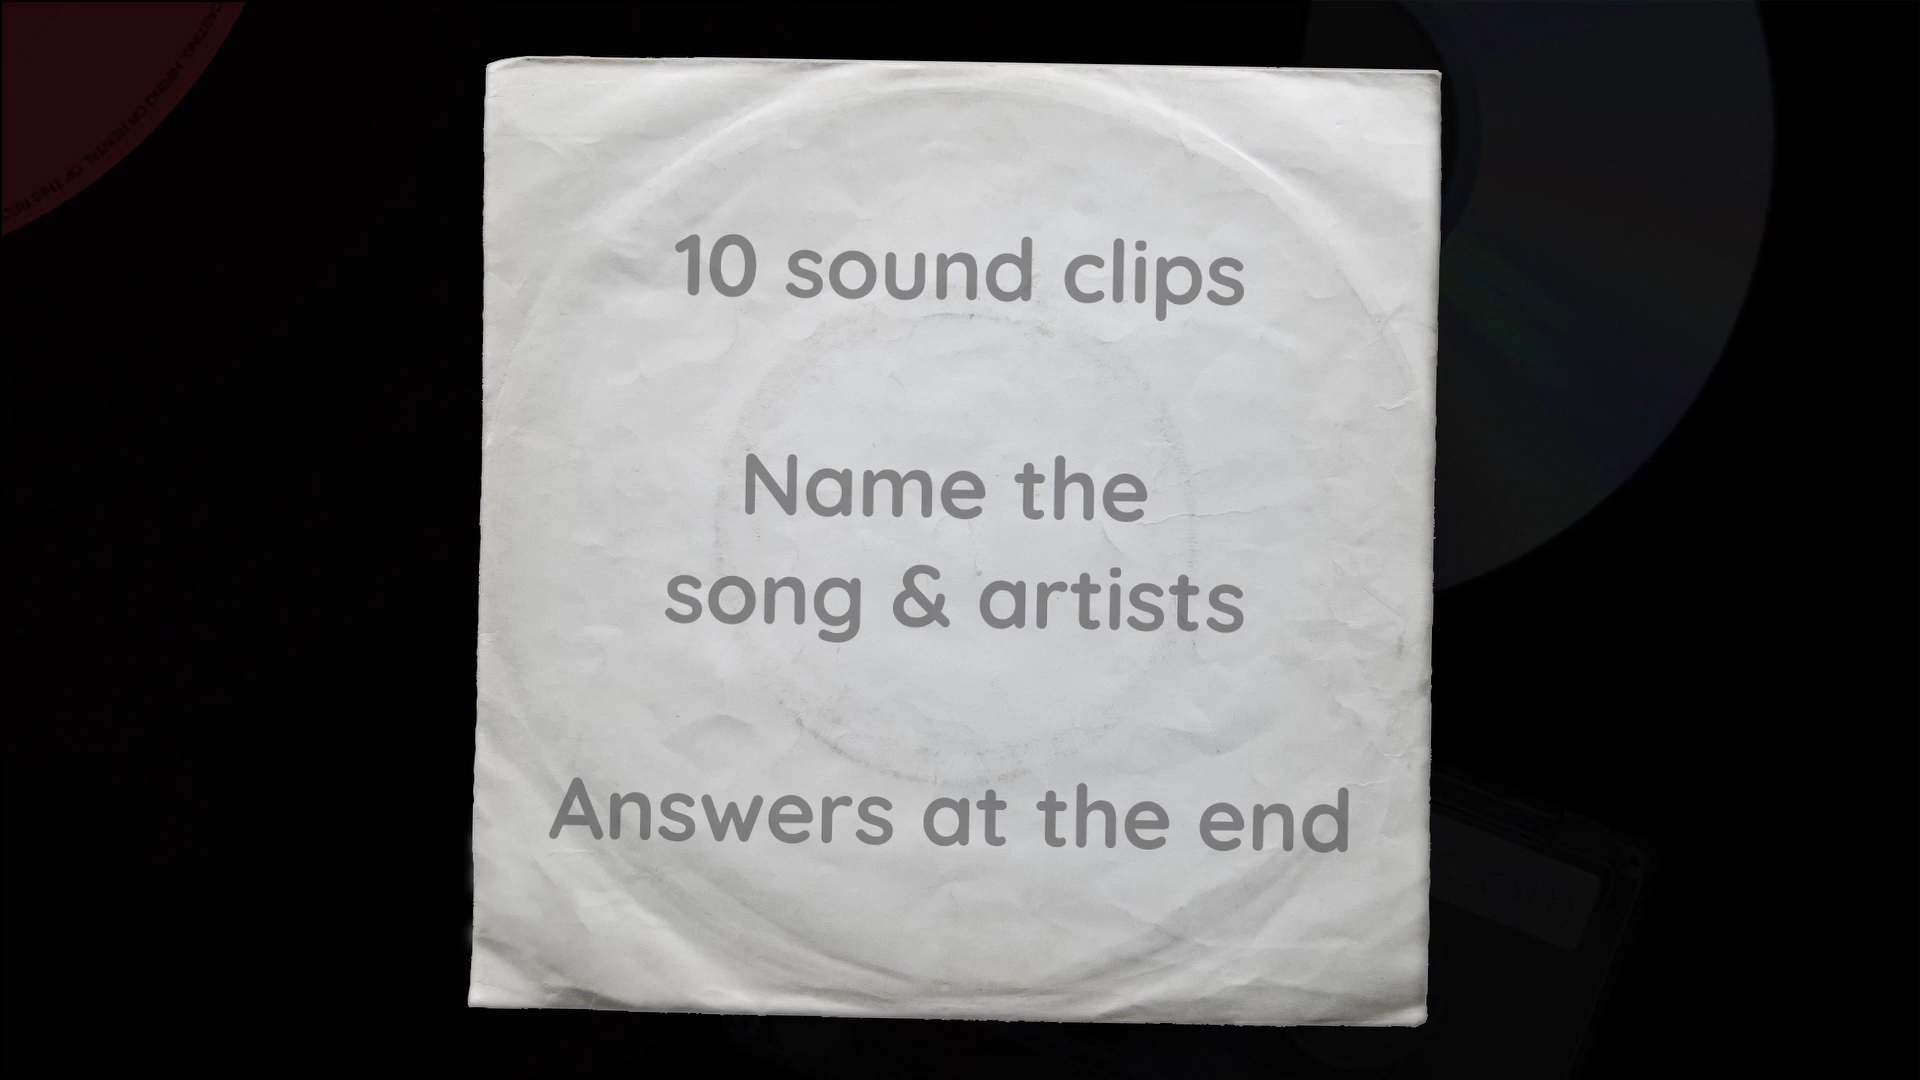 10 sound clips
Name the
song & artists
Answers at the end